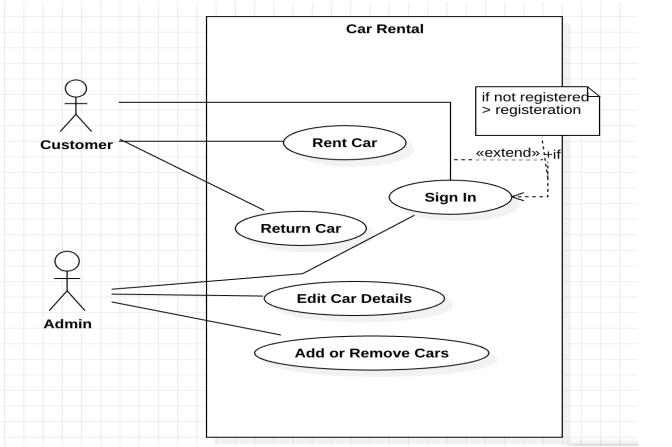 Car Rental
if not registered
> registeration
Customer
Rent Car
«extend»
+if
Sign In
Return Car
Admin
Edit Car Details
Add or Remove Cars